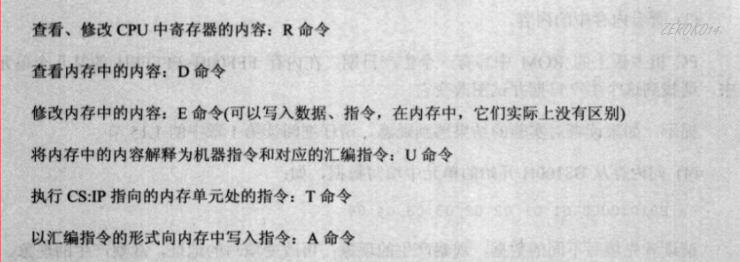 CEROKO14
查看、修改 CPU 中寄存器的内容：R 命令
查看内存中的内容：D 命令
修改内存中的内容：E 命令(可以写入数据、指令，在内存中，它们实际上没有区别)
将内存中的内容解释为机器指令和对应的汇编指令：U 命令
执行 CS:IP 指向的内存单元处的指令：T 命令
以汇编指令的形式向内存中写入指令：A 命令